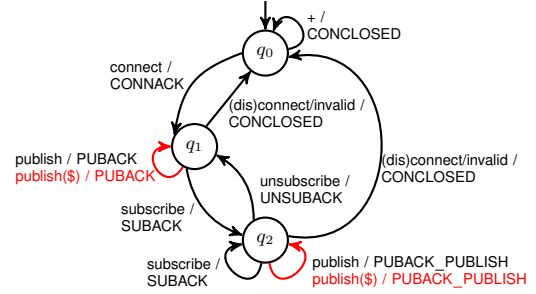 + /
CONCLOSED
q0
connect /
CONNACK
(dis)connect/invalid /
CONCLOSED
q1
publish / PUBACK
publish($) / PUBACK
(dis)connect/invalid /
CONCLOSED
unsubscribe /
UNSUBACK
subscribe /
SUBACK
q2
subscribe /
SUBACK
publish / PUBACK_PUBLISH
publish($) / PUBACK_PUBLISH